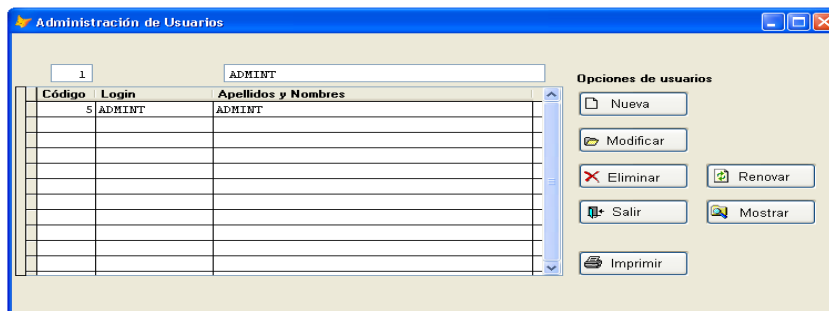 Administración de Usuarios
1 ADMINT
Opciones de usuarios
Código Login Apellidos y Nombres
5 ADMINT ADMINT
Nueva
Modificar
Eliminar Renovar
Salir Mostrar
Imprimir